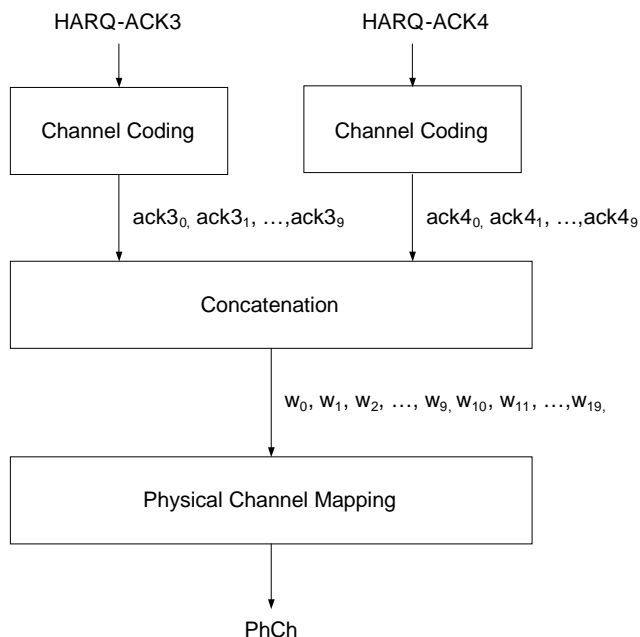 HARQ-ACK3
HARQ-ACK4
Channel Coding
Channel Coding
ack3₀, ack3₁, …,ack3₉
ack4₀, ack4₁, …,ack4₉
Concatenation
w₀, w₁, w₂, …, w₉, w₁₀, w₁₁, …,w₁₉,
Physical Channel Mapping
PhCh